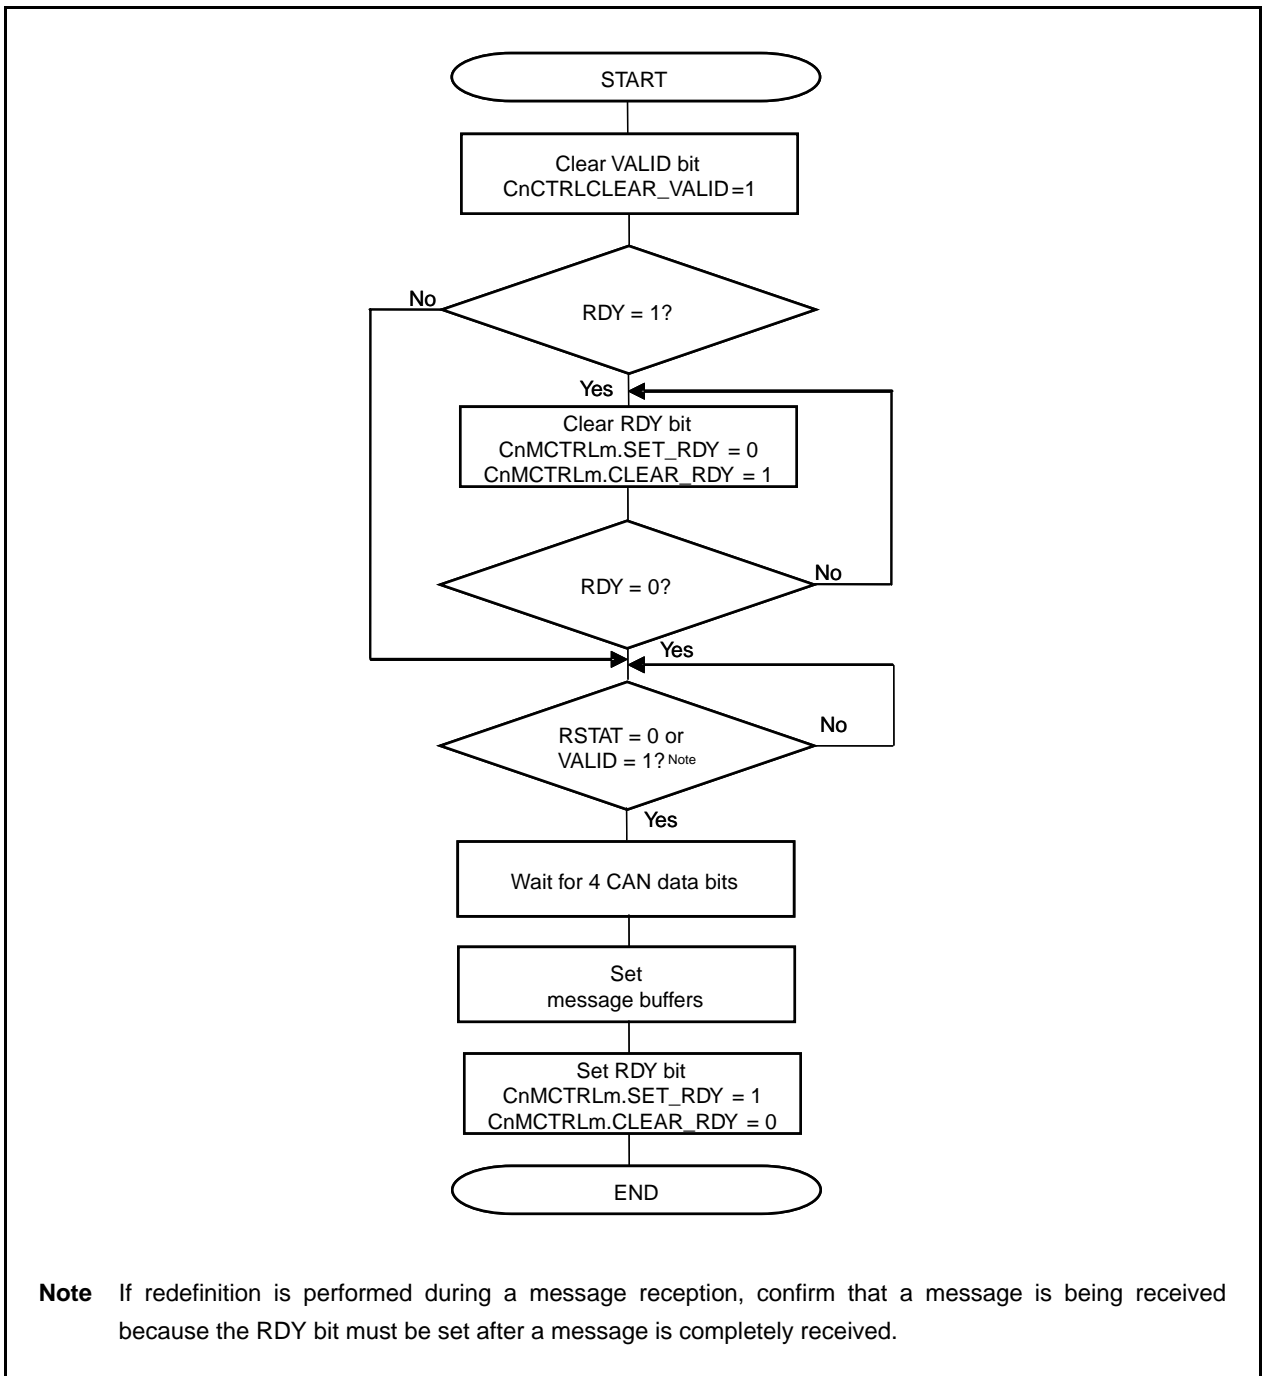 START
Clear VALID bit
CnCTRLCLEAR_VALID=1
No
RDY = 1?
Yes
Clear RDY bit
CnMCTRLm.SET_RDY = 0
CnMCTRLm.CLEAR_RDY = 1
RDY = 0?
No
Yes
RSTAT = 0 or
VALID = 1? Note
No
Yes
Wait for 4 CAN data bits
Set
message buffers
Set RDY bit
CnMCTRLm.SET_RDY = 1
CnMCTRLm.CLEAR_RDY = 0
END
Note If redefinition is performed during a message reception, confirm that a message is being received
because the RDY bit must be set after a message is completely received.